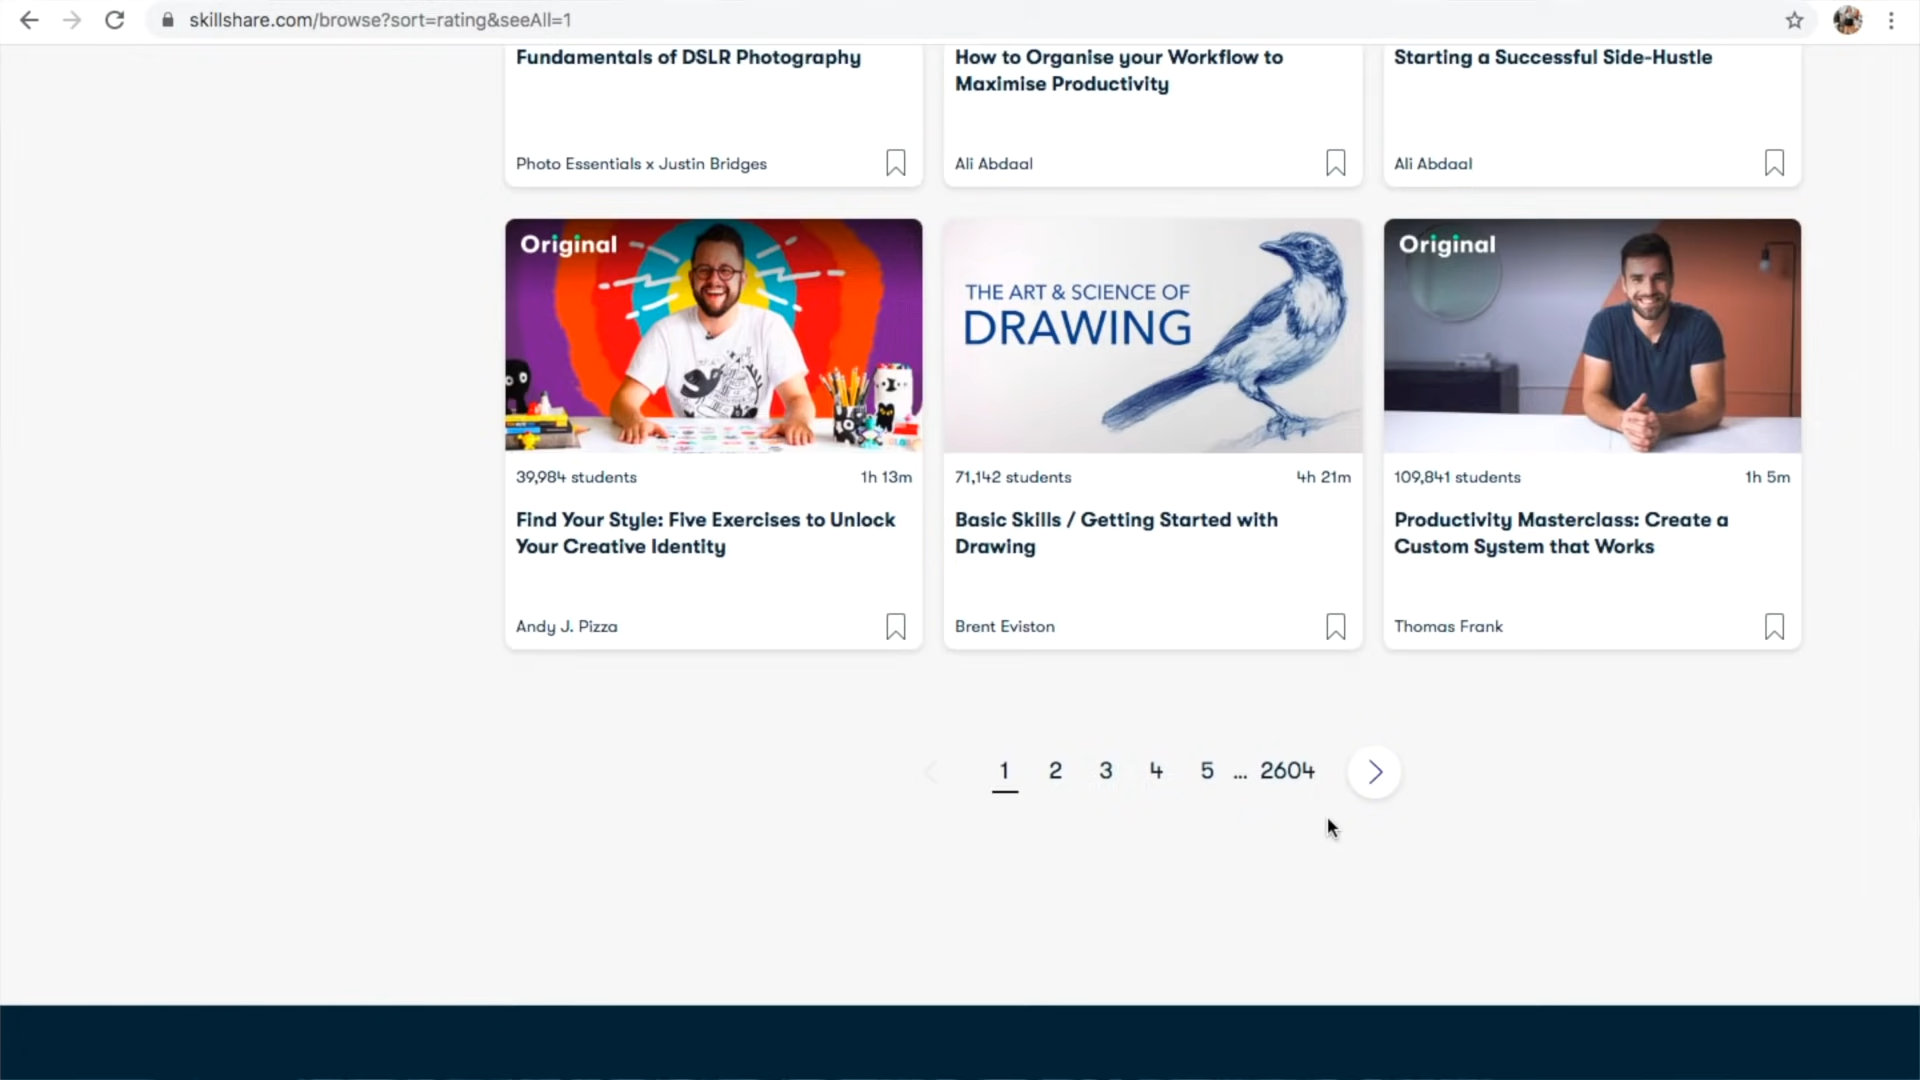 skillshare.com/browse?sort=rating&seeAll=1
Fundamentals of DSLR Photography
Photo Essentials x Justin Bridges
How to Organise your Workflow to
Maximise Productivity
Ali Abdaal
Starting a Successful Side-Hustle
Ali Abdaal
Original
39,984 students 1h 13m
Find Your Style: Five Exercises to Unlock
Your Creative Identity
Andy J. Pizza
THE ART & SCIENCE OF
DRAWING
71,142 students 4h 21m
Basic Skills / Getting Started with
Drawing
Brent Eviston
Original
109,841 students 1h 5m
Productivity Masterclass: Create a
Custom System that Works
Thomas Frank
1 2 3 4 5 ... 2604